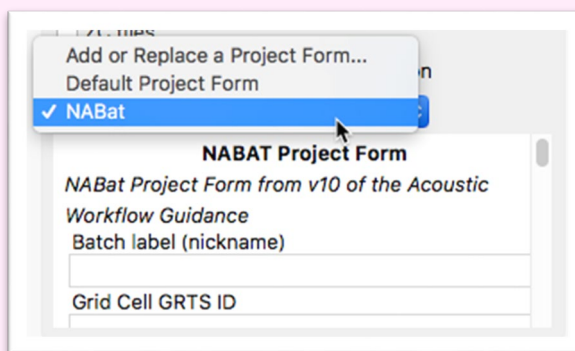 Add or Replace a Project Form...
Default Project Form
✓ NABat
NABAT Project Form
NABat Project Form from v10 of the Acoustic
Workflow Guidance
Batch label (nickname)
Grid Cell GRTS ID